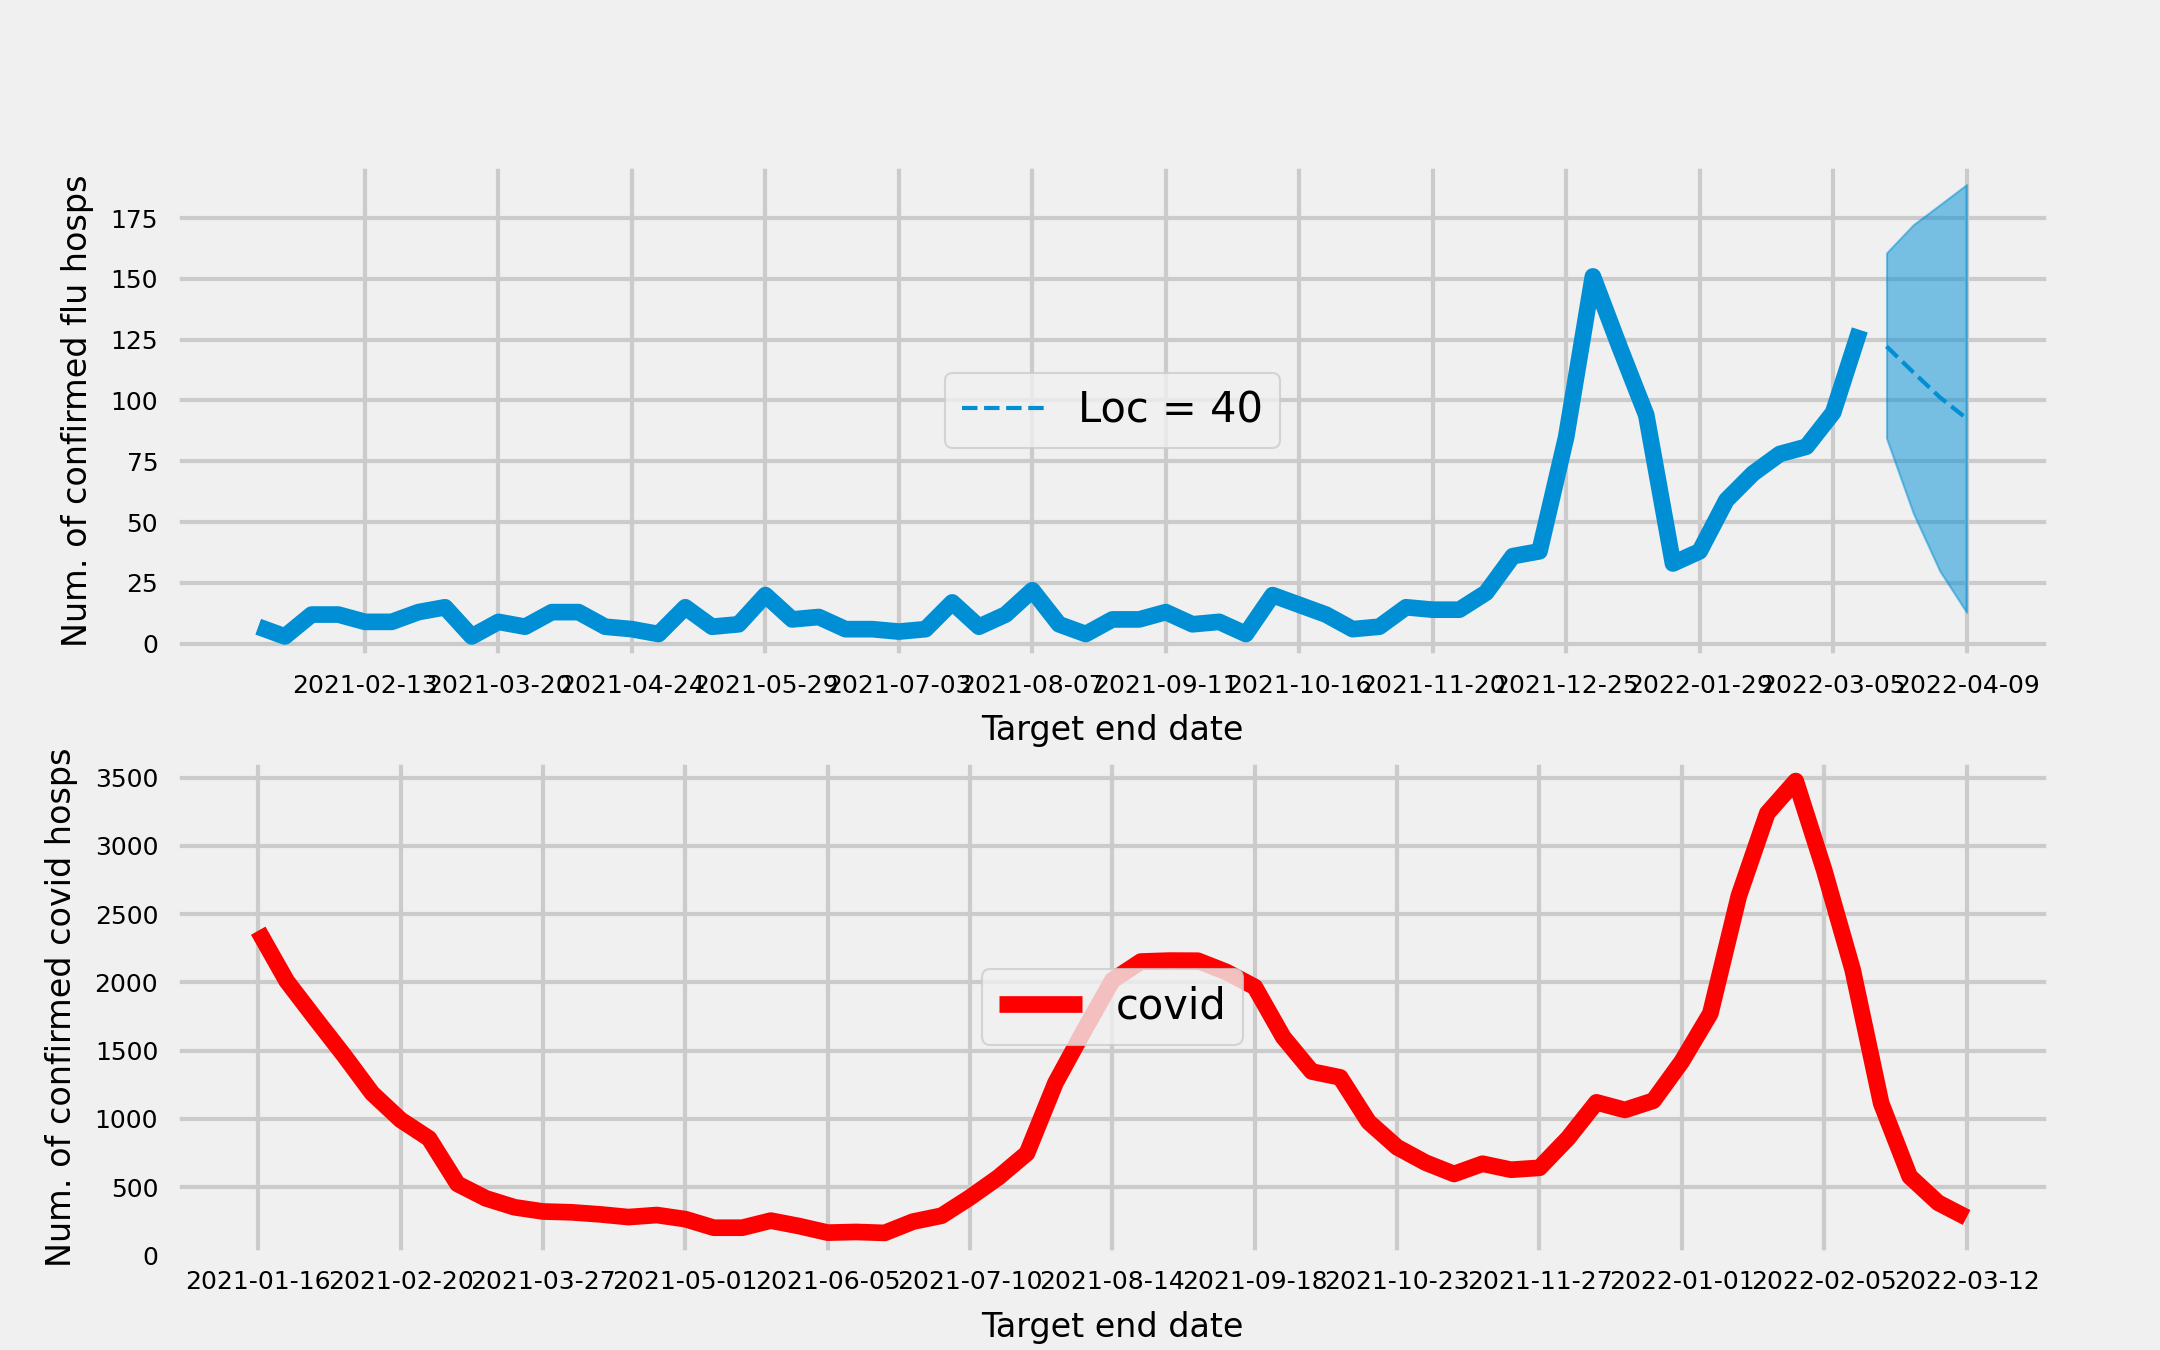 Num. of confirmed flu hosps
175
150
125
100
75
50
25
0
Loc = 40
2021-02-13 2021-03-20 2021-04-24 2021-05-29 2021-07-03 2021-08-07 2021-09-11 2021-10-16 2021-11-20 2021-12-25 2022-01-29 2022-03-05 2022-04-09
Target end date
Num. of confirmed covid hosps
3500
3000
2500
2000
1500
1000
500
0
covid
2021-01-16 2021-02-20 2021-03-27 2021-05-01 2021-06-05 2021-07-10 2021-08-14 2021-09-18 2021-10-23 2021-11-27 2022-01-01 2022-02-05 2022-03-12
Target end date